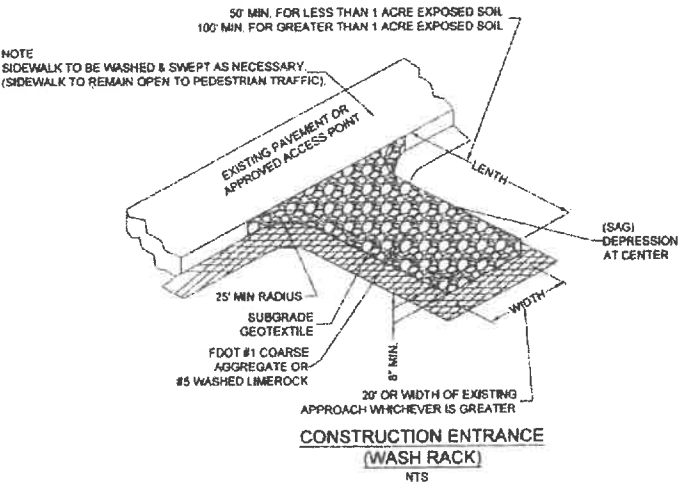 50' MIN. FOR LESS THAN 1 ACRE EXPOSED SOIL
100' MIN. FOR GREATER THAN 1 ACRE EXPOSED SOIL
NOTE
SIDEWALK TO BE WASHED & SWEPT AS NECESSARY.
(SIDEWALK TO REMAIN OPEN TO PEDESTRIAN TRAFFIC).
EXISTING PAVEMENT OR
APPROVED ACCESS POINT
LENTH
(SAG)
DEPRESSION
AT CENTER
25' MIN RADIUS
SUBGRADE
GEOTEXTILE
WIDTH
FDOT #1 COARSE
AGGREGATE OR
#5 WASHED LIMEROCK
8" MIN.
20' OR WIDTH OF EXISTING
APPROACH WHICHEVER IS GREATER
CONSTRUCTION ENTRANCE
(WASH RACK)
NTS